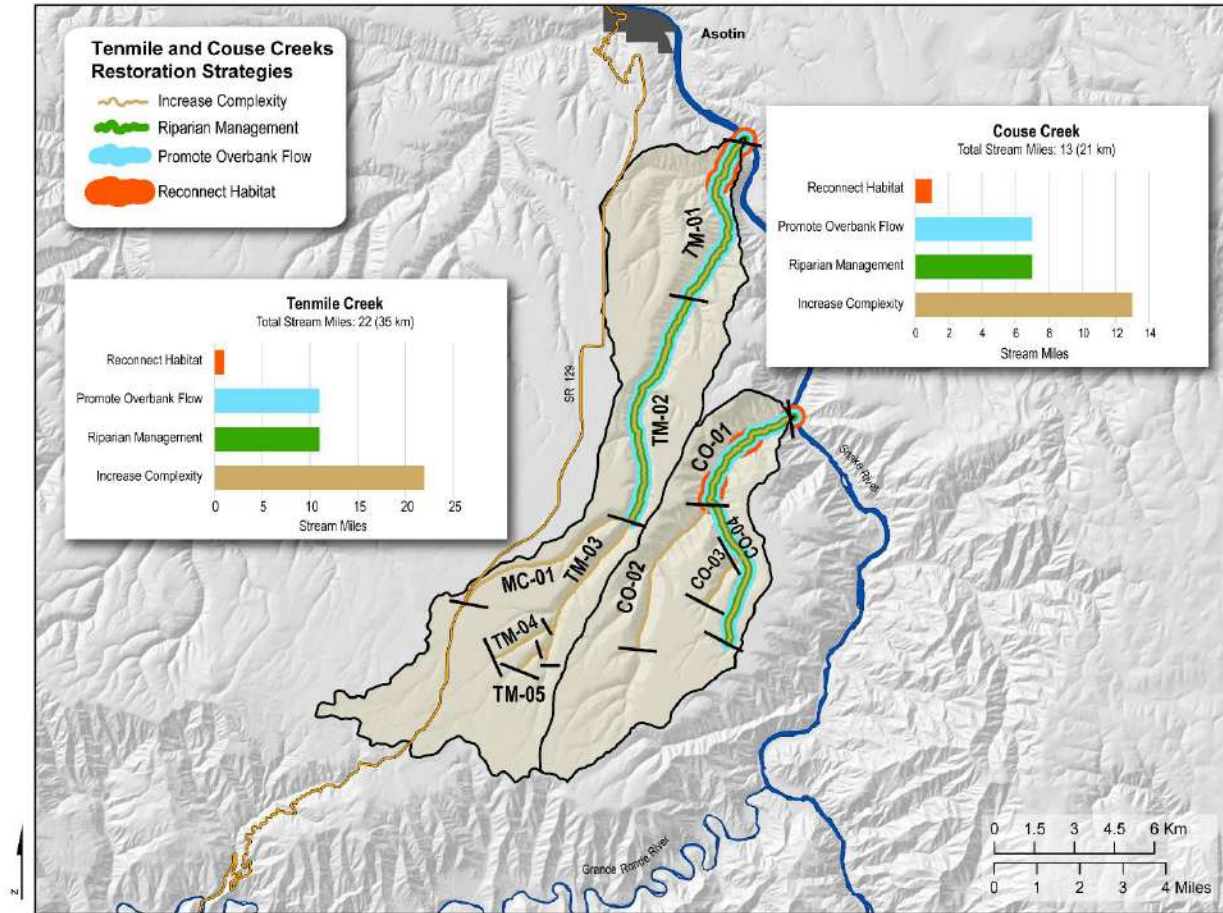 Asotin
Tenmile and Couse Creeks
Restoration Strategies
Increase Complexity
Riparian Management
Promote Overbank Flow
Reconnect Habitat
Couse Creek
Total Stream Miles: 13 (21 km)
Reconnect Habitat
Promote Overbank Flow
Riparian Management
Increase Complexity
0 2 4 6 8 10 12 14
Stream Miles
Tenmile Creek
Total Stream Miles: 22 (35 km)
Reconnect Habitat
Promote Overbank Flow
Riparian Management
Increase Complexity
0 5 10 15 20 25
Stream Miles
SR 129
TM-01
TM-02
CO-01
Snake River
CO-04
TM-03
CO-03
MC-01
CO-02
TM-04
TM-05
Grande Ronde River
0 1.5 3 4.5 6 Km
0 1 2 3 4 Miles
N